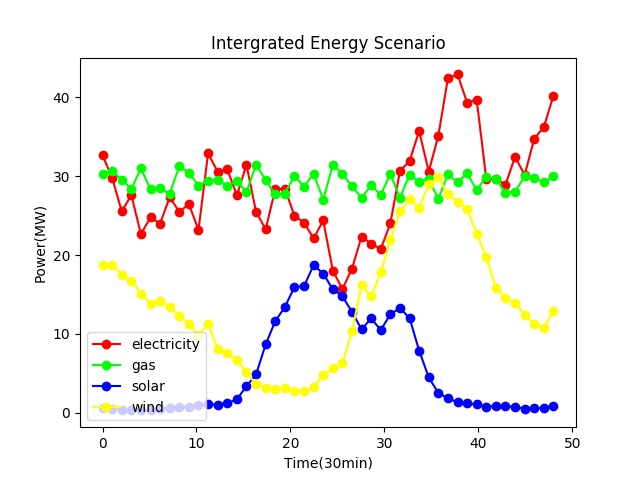 Intergrated Energy Scenario
Power(MW)
40
30
20
10
0
electricity
gas
solar
wind
0 10 20 30 40 50
Time(30min)